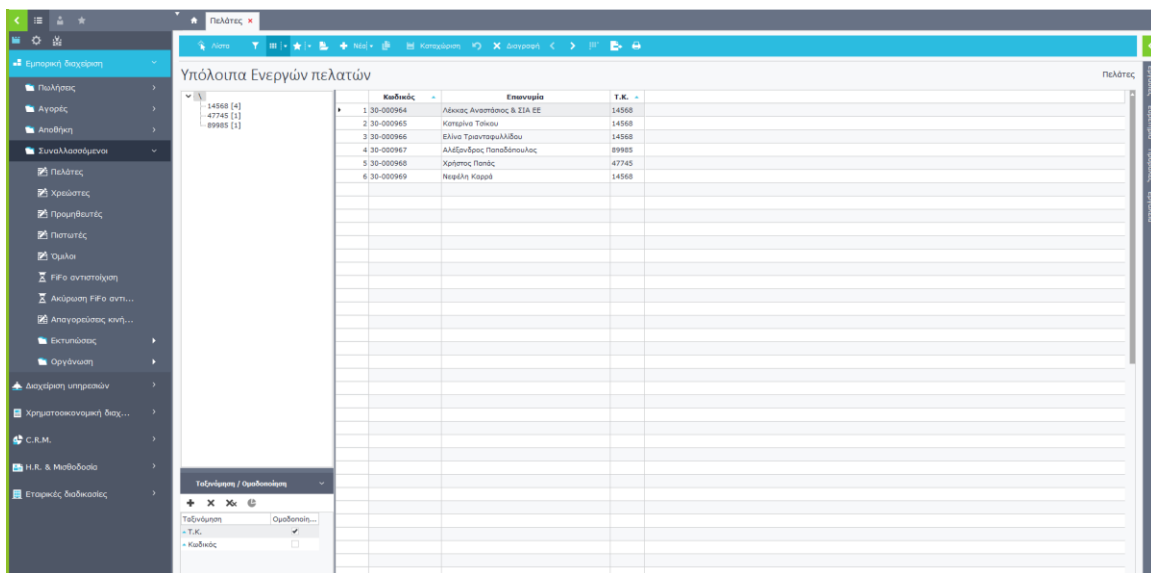 Πελάτες
Λίστα Νέο Καταχώριση Διαγραφή
Εμπορική διαχείριση
Πωλήσεις
Αγορές
Αποθήκη
Συναλλασσόμενοι
Πελάτες
Χρεώστες
Προμηθευτές
Πιστωτές
Όμιλοι
FiFo αντιστοίχιση
Ακύρωση FiFo αντι...
Απαγορεύσεις κινή...
Εκτυπώσεις
Οργάνωση
Διαχείριση υπηρεσιών
Χρηματοοικονομική διαχ...
C.R.M.
H.R. & Μισθοδοσία
Εταιρικές διαδικασίες
Υπόλοιπα Ενεργών πελατών
Πελάτες
\
14568 [4]
47745 [1]
89985 [1]
Κωδικός Επωνυμία Τ.Κ.
1 30-000964 Λέκκας Αναστάσιος & ΣΙΑ ΕΕ 14568
2 30-000965 Κατερίνα Τσίκου 14568
3 30-000966 Ελίνα Τριανταφυλλίδου 14568
4 30-000967 Αλέξανδρος Παπαδόπουλος 89985
5 30-000968 Χρήστος Παπάς 47745
6 30-000969 Νεφέλη Καρρά 14568
Ταξινόμηση / Ομαδοποίηση
Ταξινόμηση Ομαδοποίη...
Τ.Κ.
Κωδικός